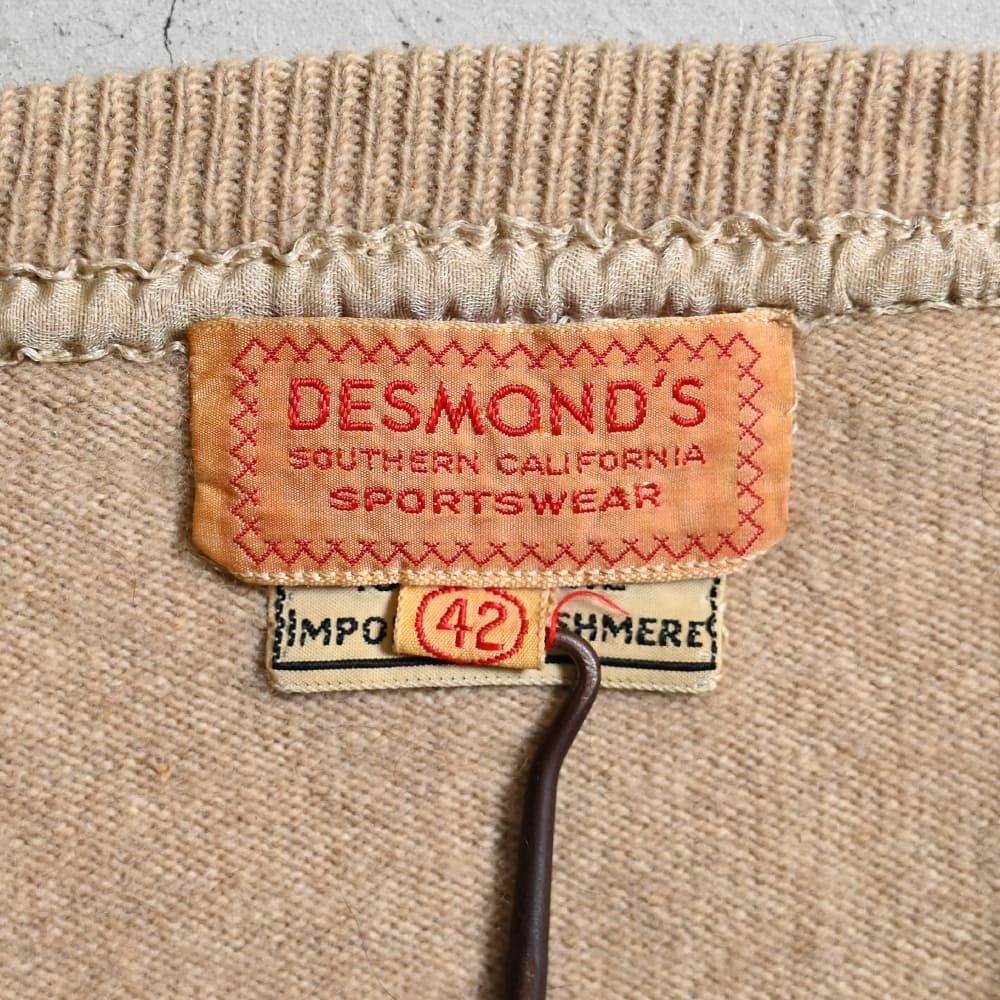 DESMOND'S
SOUTHERN CALIFORNIA
SPORTSWEAR
42
IMPO SHMERE